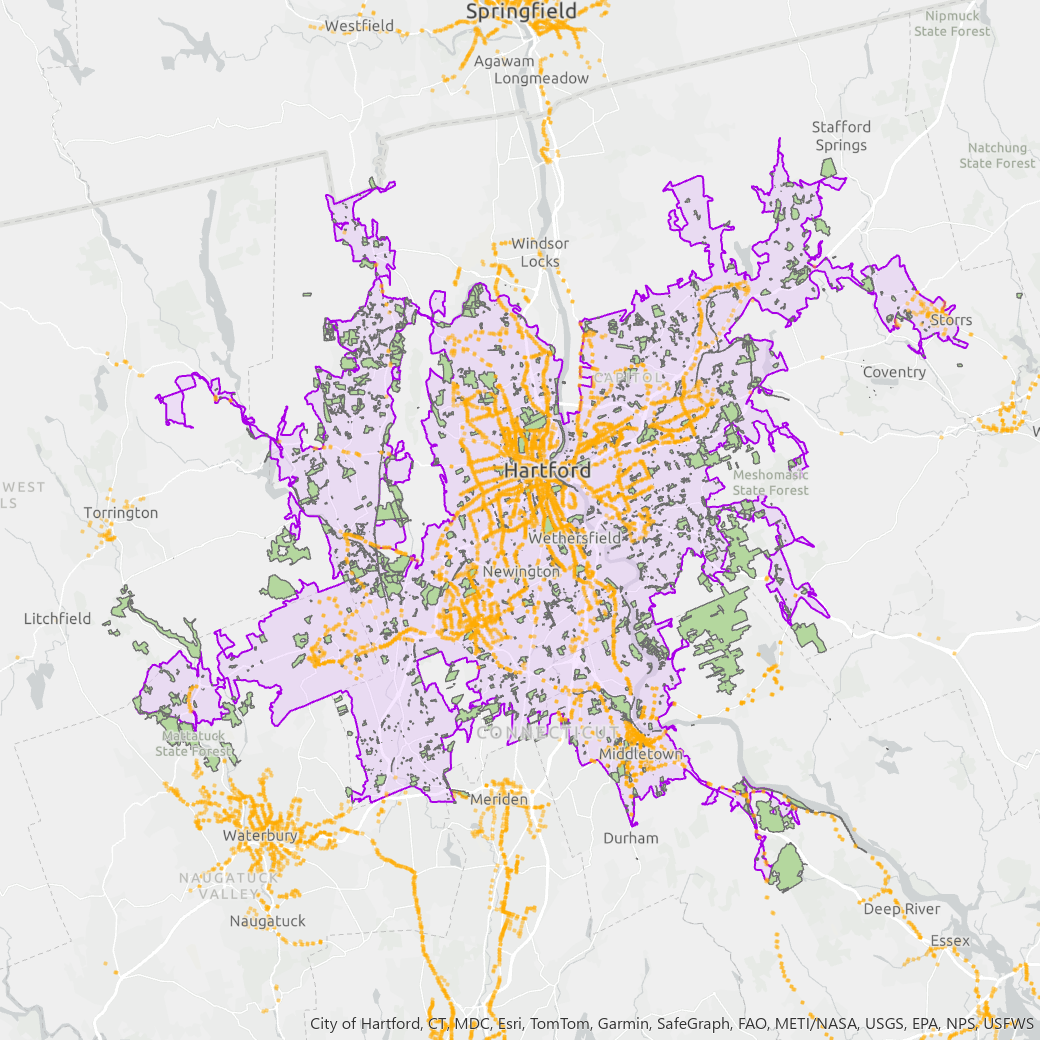 Springfield
Nipmuck
State Forest
Westfield
Agawam
Longmeadow
Stafford
Springs
Natchung
State Forest
Windsor
Locks
Storrs
Coventry
CAPITOL
W
Hartford
Meshomasic
State Forest
WEST
LS
Torrington
Wethersfield
Newington
Litchfield
CONNECTICUT
Mattatuck
State Forest
Middletown
Meriden
Waterbury
Durham
NAUGATUCK
VALLEY
Naugatuck
Deep River
Essex
City of Hartford, CT, MDC, Esri, TomTom, Garmin, SafeGraph, FAO, METI/NASA, USGS, EPA, NPS, USFWS